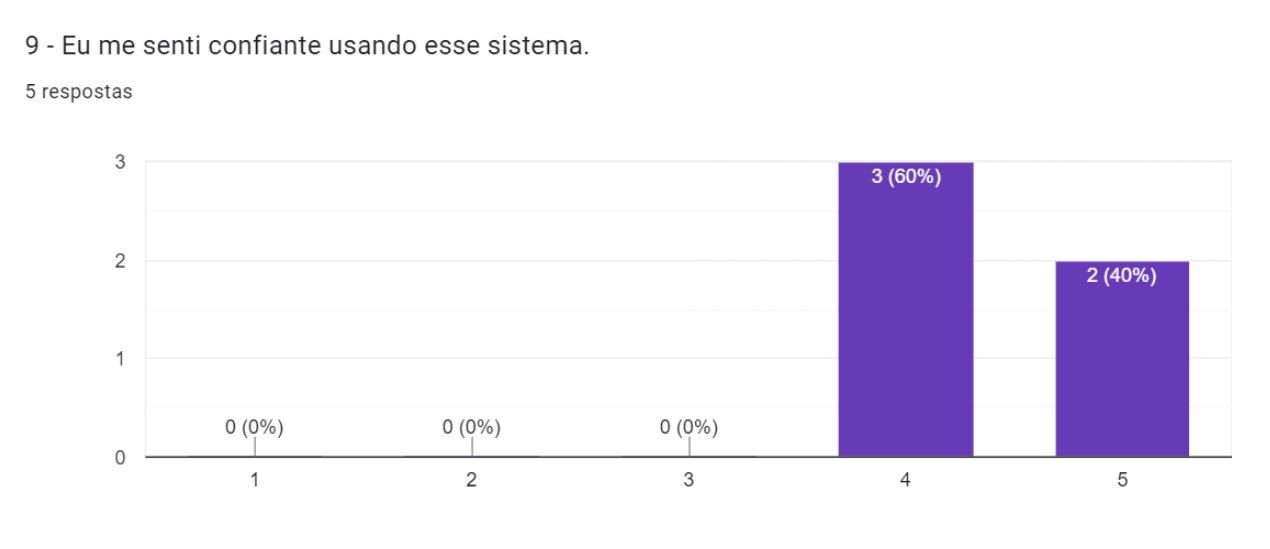 9 - Eu me senti confiante usando esse sistema.
5 respostas
3
3 (60%)
2
2 (40%)
1
0 (0%) 0 (0%) 0 (0%)
0
1 2 3 4 5